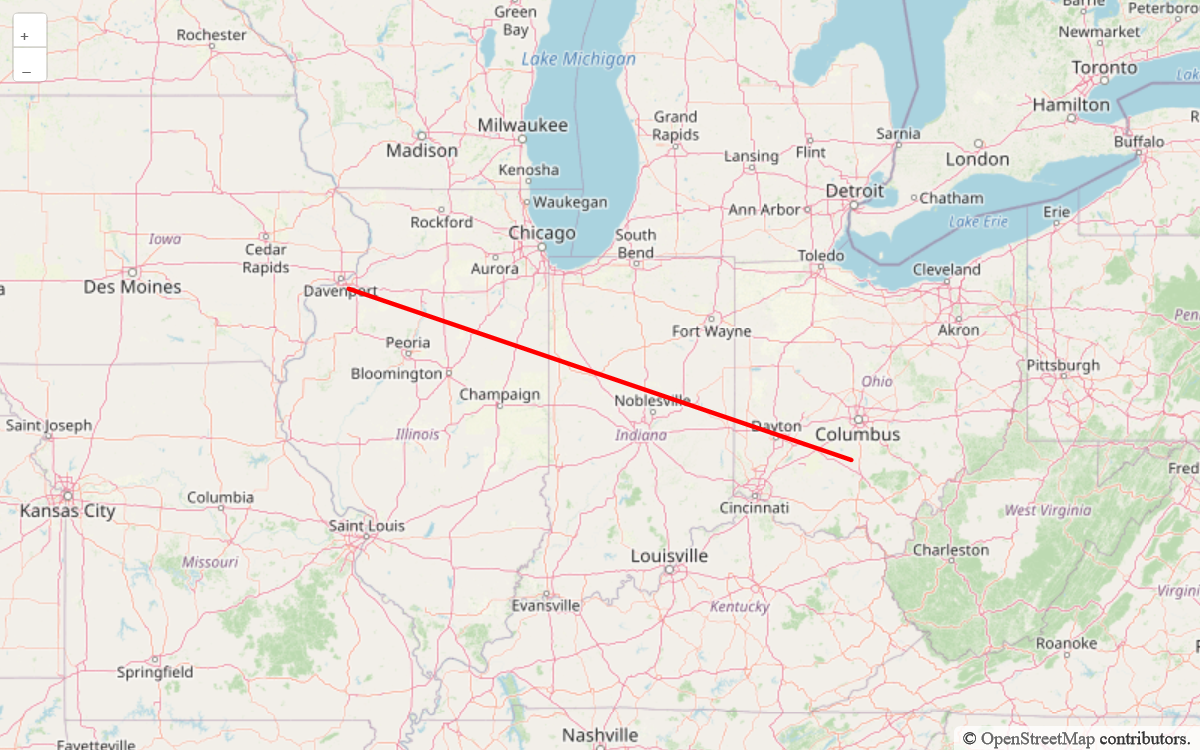 Green
Bay
Barrie
Peterboro
Rochester
+
Newmarket
Lake Michigan
–
Toronto
Lak
Hamilton
Grand
Rapids
Milwaukee
Sarnia
Buffalo
Madison
Lansing
Flint
London
Kenosha
Detroit
Waukegan
Chatham
Ann Arbor
Erie
Rockford
Lake Erie
Iowa
Chicago
South
Bend
Cedar
Rapids
Toledo
Aurora
Cleveland
Des Moines
a
Davenport
Penn
Fort Wayne
Akron
Peoria
Pittsburgh
Bloomington
Ohio
Champaign
Noblesville
Saint Joseph
Illinois
Indiana
Dayton
Columbus
Fred
Columbia
Kansas City
Cincinnati
West Virginia
Saint Louis
Charleston
Missouri
Louisville
Virgini
Evansville
Kentucky
Roanoke
Springfield
Nashville
Fayetteville
© OpenStreetMap contributors.